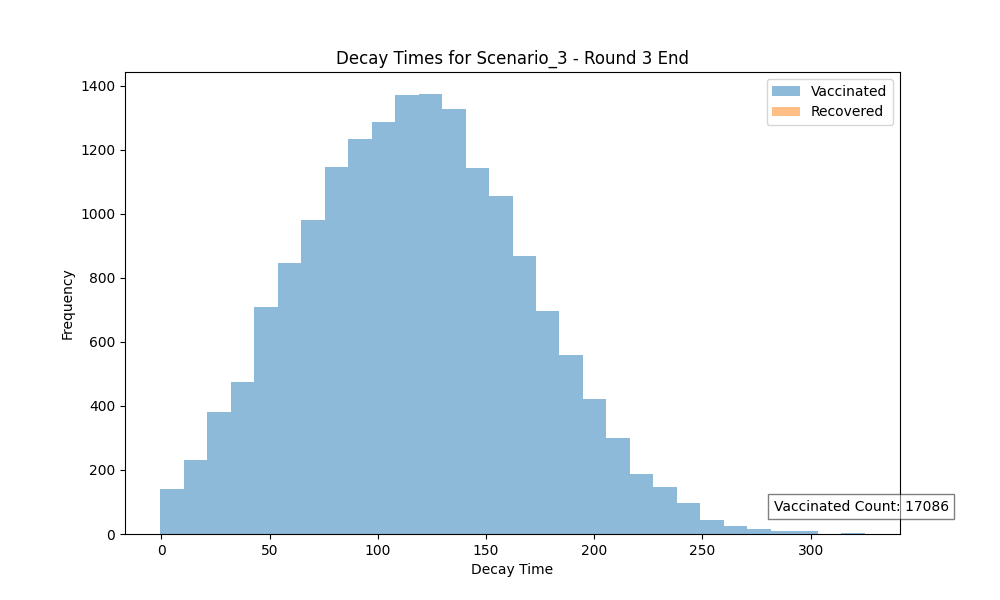 Decay Times for Scenario_3 - Round 3 End
Vaccinated
Recovered
1400
1200
1000
800
600
400
200
0
Frequency
Vaccinated Count: 17086
0 50 100 150 200 250 300
Decay Time